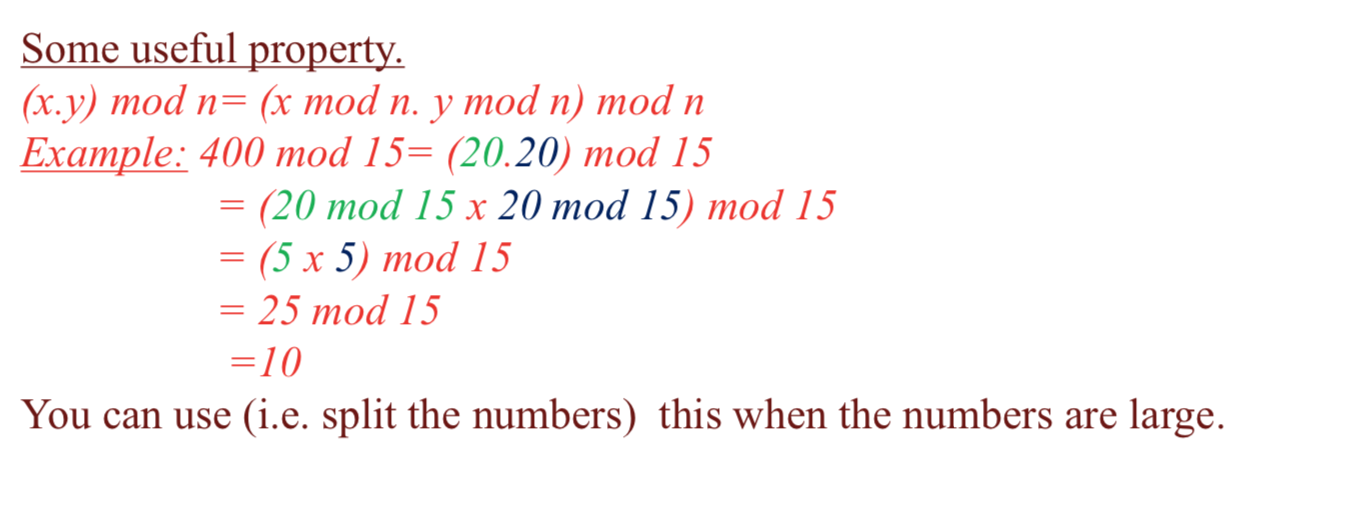 Some useful property.
(x.y) mod n= (x mod n. y mod n) mod n
Example: 400 mod 15= (20.20) mod 15
= (20 mod 15 x 20 mod 15) mod 15
= (5 x 5) mod 15
= 25 mod 15
=10
You can use (i.e. split the numbers)  this when the numbers are large.